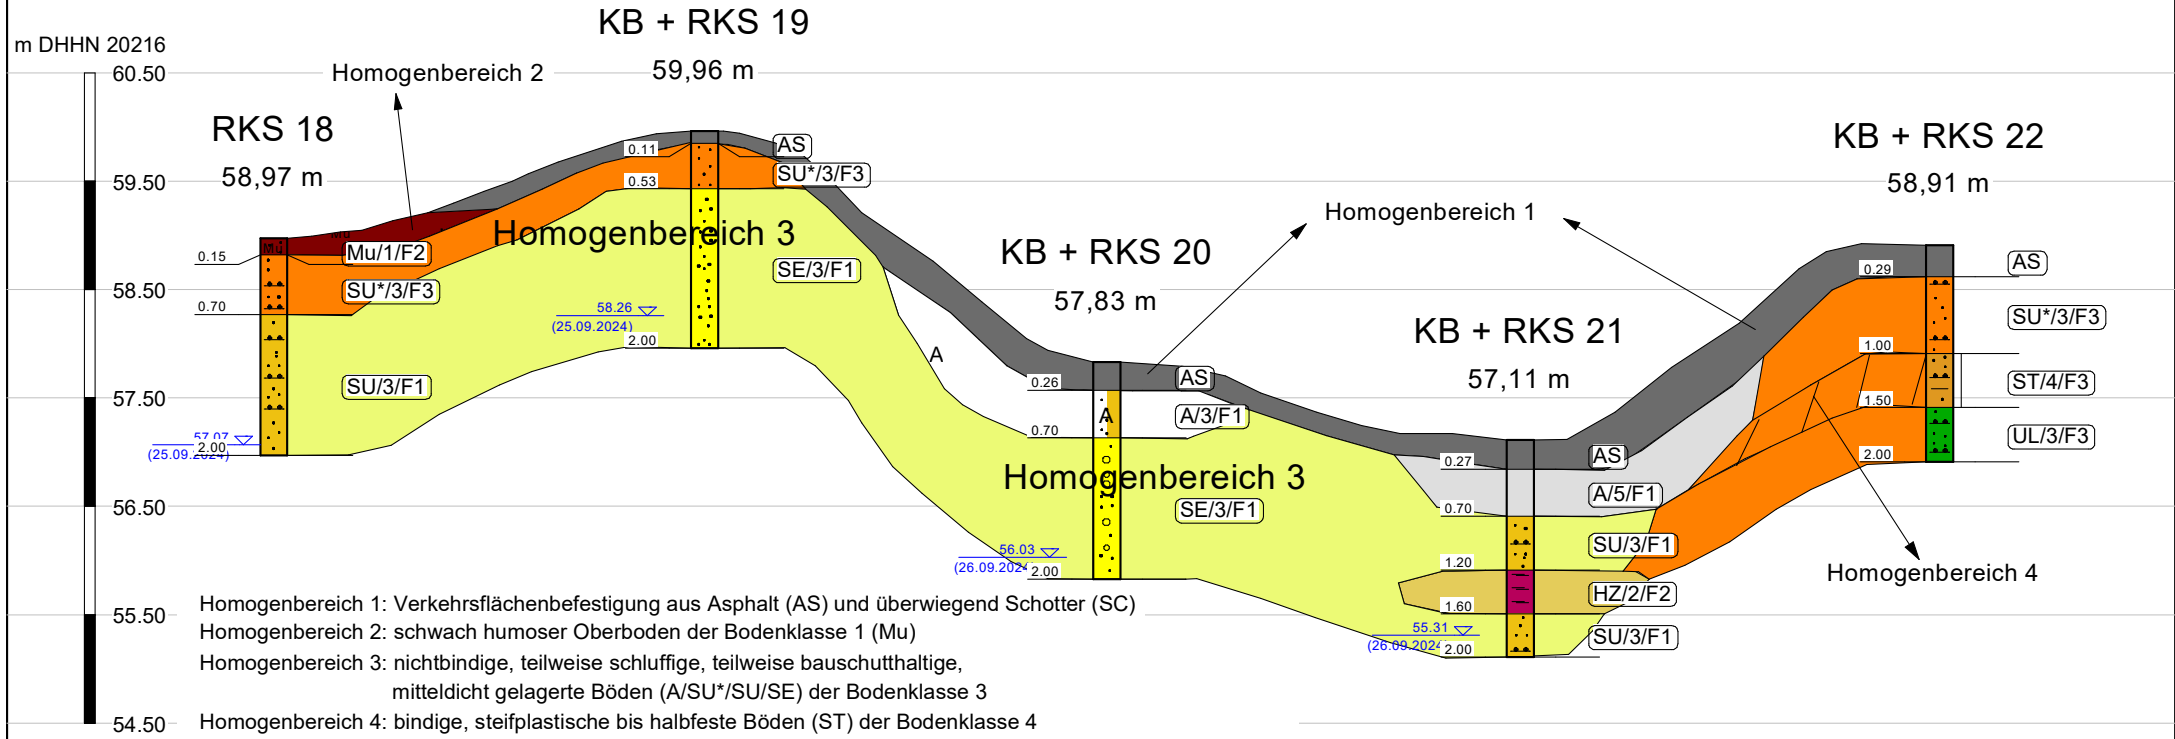 KB + RKS 19
59,96 m
m DHHN 20216
60.50
59.50
58.50
57.50
56.50
55.50
54.50
Homogenbereich 2
RKS 18
58,97 m
KB + RKS 22
58,91 m
Homogenbereich 1
KB + RKS 20
57,83 m
KB + RKS 21
57,11 m
Mu
0.15
0.70
2.00
57.07
(25.09.2024)
Mu/1/F2
SU*/3/F3
SU/3/F1
0.11
0.53
2.00
58.26
(25.09.2024)
AS
SU*/3/F3
SE/3/F1
Homogenbereich 3
A
0.26
0.70
2.00
56.03
(26.09.2024
A
AS
A/3/F1
SE/3/F1
Homogenbereich 3
0.27
0.70
1.20
1.60
2.00
55.31
(26.09.2024
AS
A/5/F1
SU/3/F1
HZ/2/F2
SU/3/F1
0.29
1.00
1.50
2.00
AS
SU*/3/F3
ST/4/F3
UL/3/F3
Homogenbereich 4
Homogenbereich 1: Verkehrsflächenbefestigung aus Asphalt (AS) und überwiegend Schotter (SC)
Homogenbereich 2: schwach humoser Oberboden der Bodenklasse 1 (Mu)
Homogenbereich 3: nichtbindige, teilweise schluffige, teilweise bauschutthaltige,
mitteldicht gelagerte Böden (A/SU*/SU/SE) der Bodenklasse 3
Homogenbereich 4: bindige, steifplastische bis halbfeste Böden (ST) der Bodenklasse 4